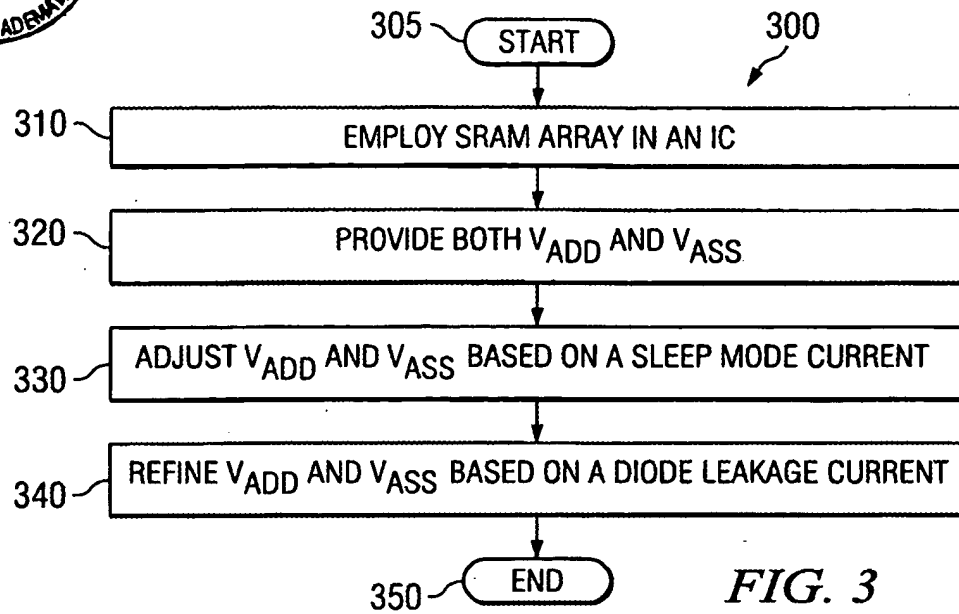 ADEMA
305
START
300
310
EMPLOY SRAM ARRAY IN AN IC
320
PROVIDE BOTH VADD AND VASS
330
ADJUST VADD AND VASS BASED ON A SLEEP MODE CURRENT
340
REFINE VADD AND VASS BASED ON A DIODE LEAKAGE CURRENT
350
END
FIG. 3